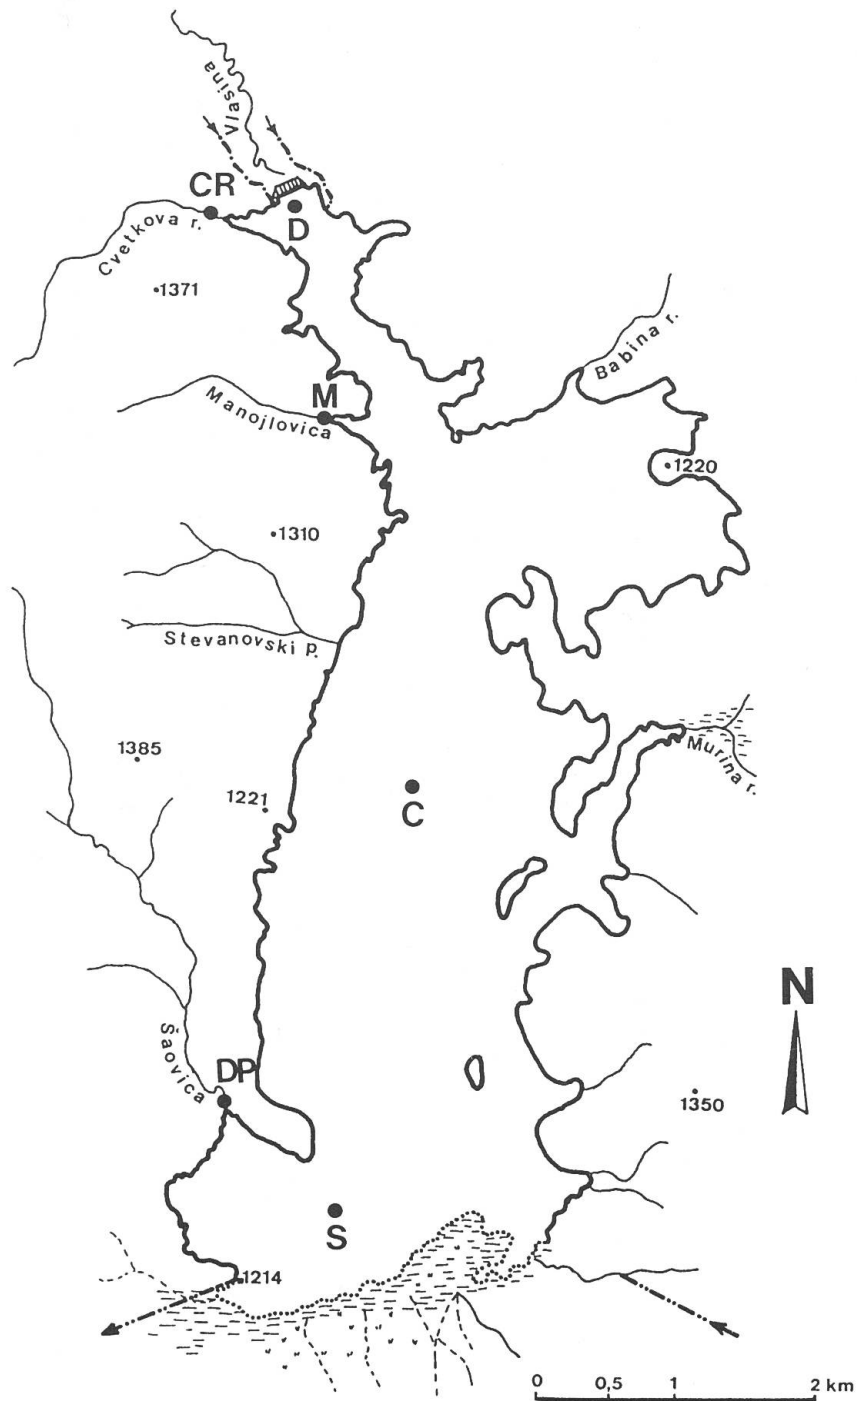 Vlasina
CR
D
Cvetkova r.
1371
Babina r.
M
Manojlovica
1220
1310
Stevanovski p.
Murina r.
1385
1221
C
N
Šaovica
DP
1350
S
1214
0 0,5 1 2 km